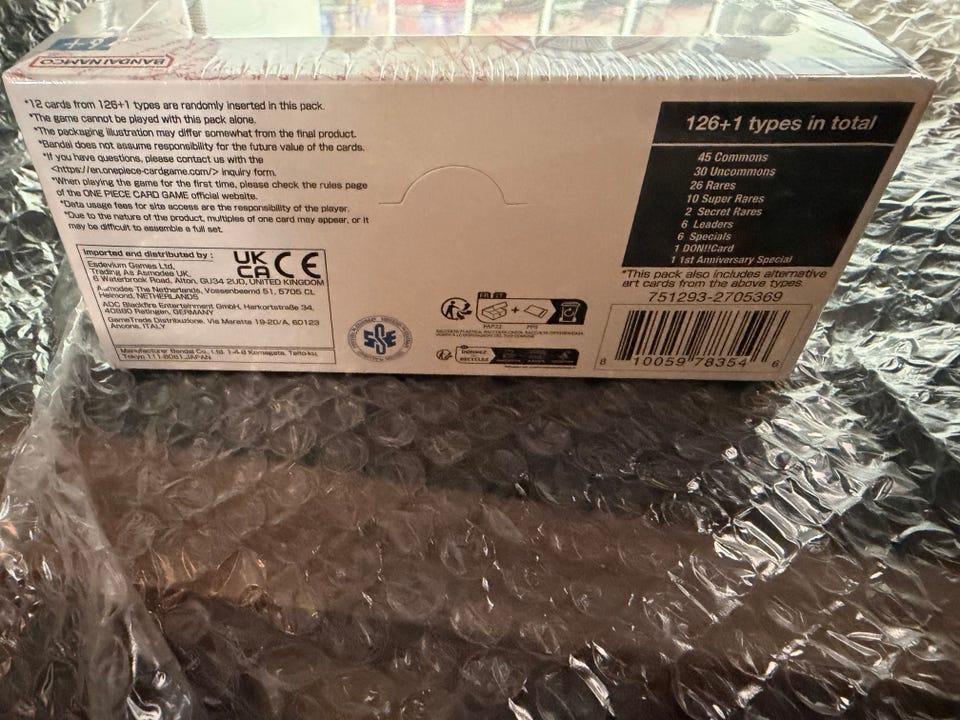 6+
BANDAI NAMCO
*12 cards from 126+1 types are randomly inserted in this pack.
*The game cannot be played with this pack alone.
*The packaging illustration may differ somewhat from the final product.
*Bandai does not assume responsibility for the future value of the cards.
*If you have questions, please contact us with the
<https://en.onepiece-cardgame.com/> inquiry form.
*When playing the game for the first time, please check the rules page
of the ONE PIECE CARD GAME official website.
*Data usage fees for site access are the responsibility of the player.
*Due to the nature of the product, multiples of one card may appear, or it
may be difficult to assemble a full set.
Imported and distributed by :
Esdevium Games Ltd.
Trading As Asmodee UK,
6 Waterbrook Road, Alton, GU34 2UD, UNITED KINGDOM
Asmodee The Netherlands, Vossenbeemd 51, 5705 CL
Helmond, NETHERLANDS
ADC Blackfire Entertainment GmbH, Harkortstraße 34,
40880 Ratingen, GERMANY
GameTrade Distribuzione, Via Maratta 19-20/A, 60123
Ancona, ITALY
UK
CA CE
Manufacturer Bandai Co., Ltd. 1-4-8 Komagata, Taito-ku,
Tokyo 111-8081 JAPAN
FR IT
+
PAP22 PP5
126+1 types in total
45 Commons
30 Uncommons
26 Rares
10 Super Rares
2 Secret Rares
6 Leaders
6 Specials
1 DON!!Card
1 1st Anniversary Special
*This pack also includes alternative
art cards from the above types.
751293-2705369
8 10059 78354 6